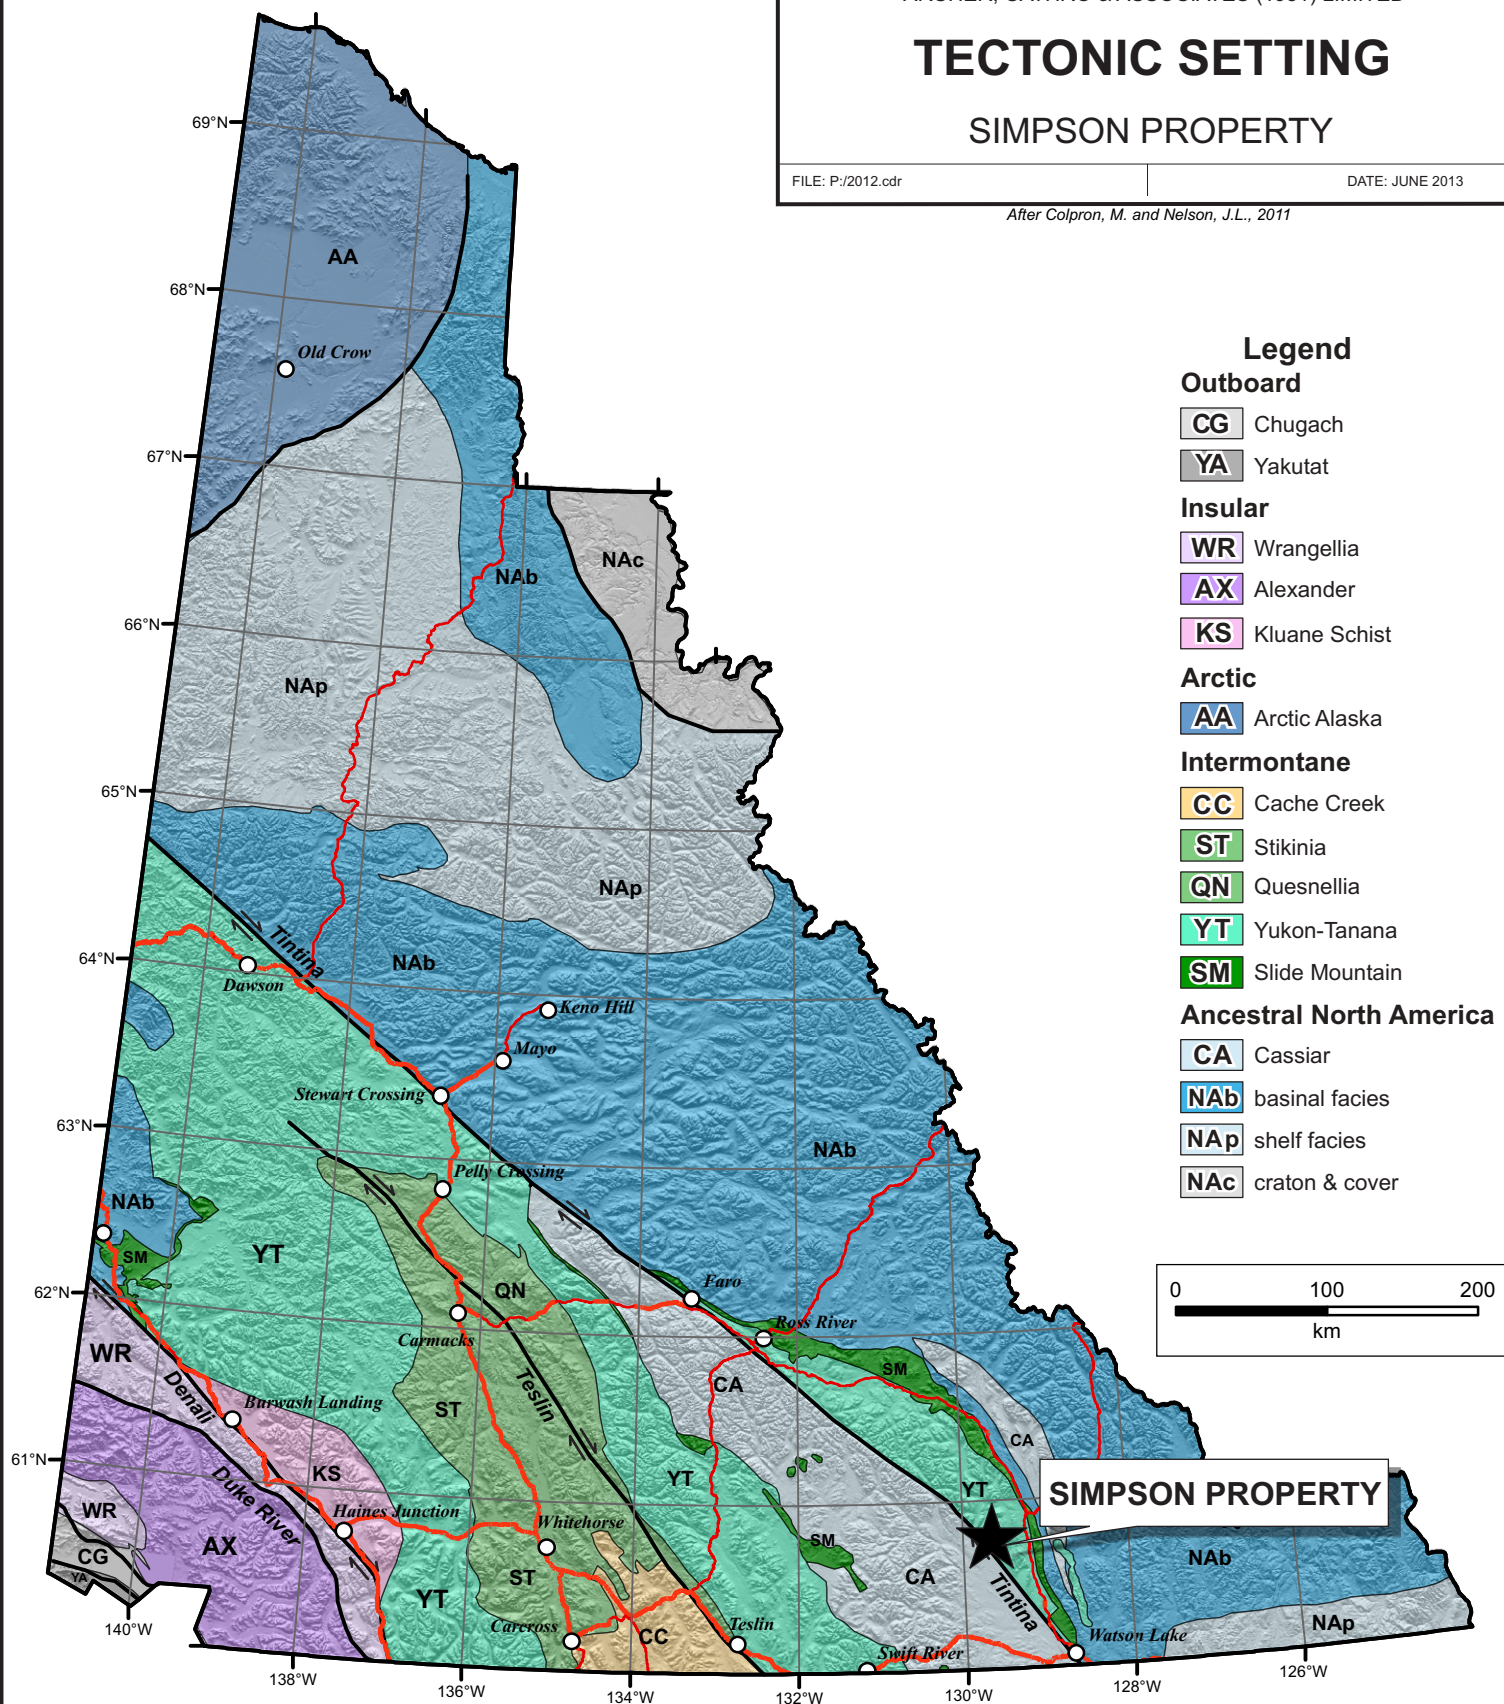 TECTONIC SETTING
SIMPSON PROPERTY
FILE: P:/2012.cdr
DATE: JUNE 2013
After Colpron, M. and Nelson, J.L., 2011
Legend
Outboard
CG Chugach
YA Yakutat
Insular
WR Wrangellia
AX Alexander
KS Kluane Schist
Arctic
AA Arctic Alaska
Intermontane
CC Cache Creek
ST Stikinia
QN Quesnellia
YT Yukon-Tanana
SM Slide Mountain
Ancestral North America
CA Cassiar
NAb basinal facies
NAp shelf facies
NAc craton & cover
0 100 200
km
69°N
68°N
67°N
66°N
65°N
64°N
63°N
62°N
61°N
AA
Old Crow
NAc
NAb
NAp
NAp
NAb
Tintina
Dawson
Keno Hill
Mayo
Stewart Crossing
NAb
Pelly Crossing
NAb
SM
YT
QN
Faro
Ross River
Carmacks
WR
SM
CA
Denali
Burwash Landing
Teslin
ST
CA
KS
YT
YT
SIMPSON PROPERTY
Duke River
WR
Haines Junction
Whitehorse
SM
AX
CG
YA
NAb
ST
CA
YT
Tintina
Carcross
CC
Teslin
Swift River
Watson Lake
NAp
140°W
138°W
136°W
134°W
132°W
130°W
128°W
126°W